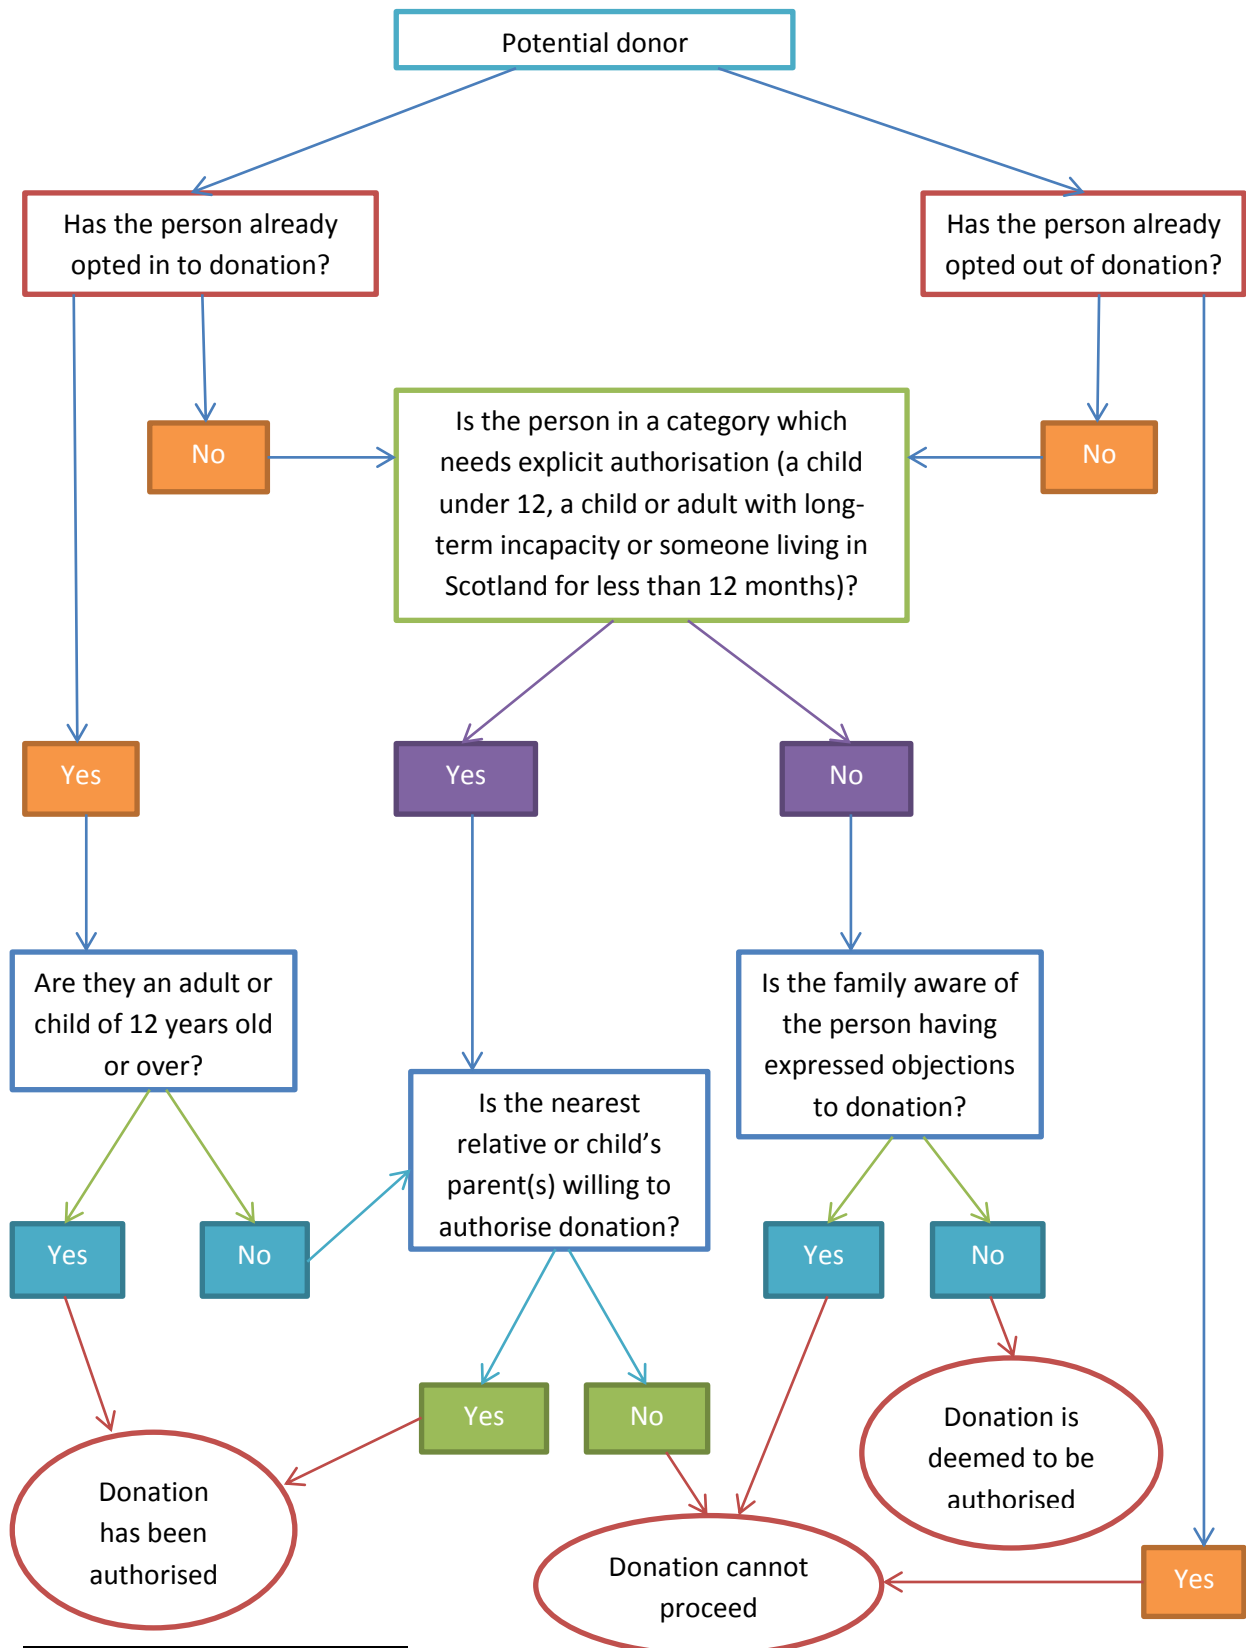 Potential donor
Has the person already
opted in to donation?
Has the person already
opted out of donation?
No
Is the person in a category which
needs explicit authorisation (a child
under 12, a child or adult with long-
term incapacity or someone living in
Scotland for less than 12 months)?
No
Yes
Yes
No
Are they an adult or
child of 12 years old
or over?
Is the nearest
relative or child’s
parent(s) willing to
authorise donation?
Is the family aware of
the person having
expressed objections
to donation?
Yes
No
Yes
No
Yes
No
Donation
has been
authorised
Donation cannot
proceed
Donation is
deemed to be
authorised
Yes